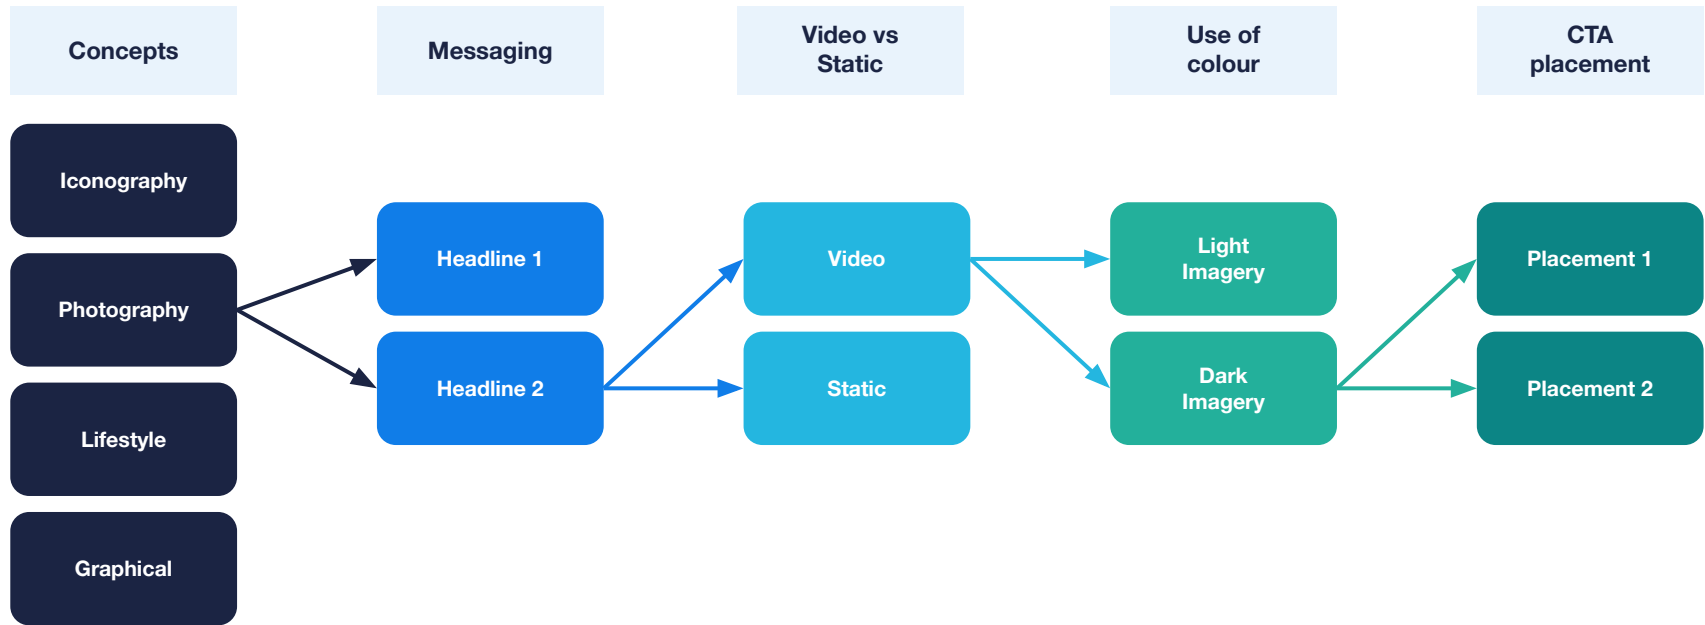 Concepts
Messaging
Video vs
Static
Use of
colour
CTA
placement
Iconography
Photography
Lifestyle
Graphical
Headline 1
Headline 2
Video
Static
Light
Imagery
Dark
Imagery
Placement 1
Placement 2